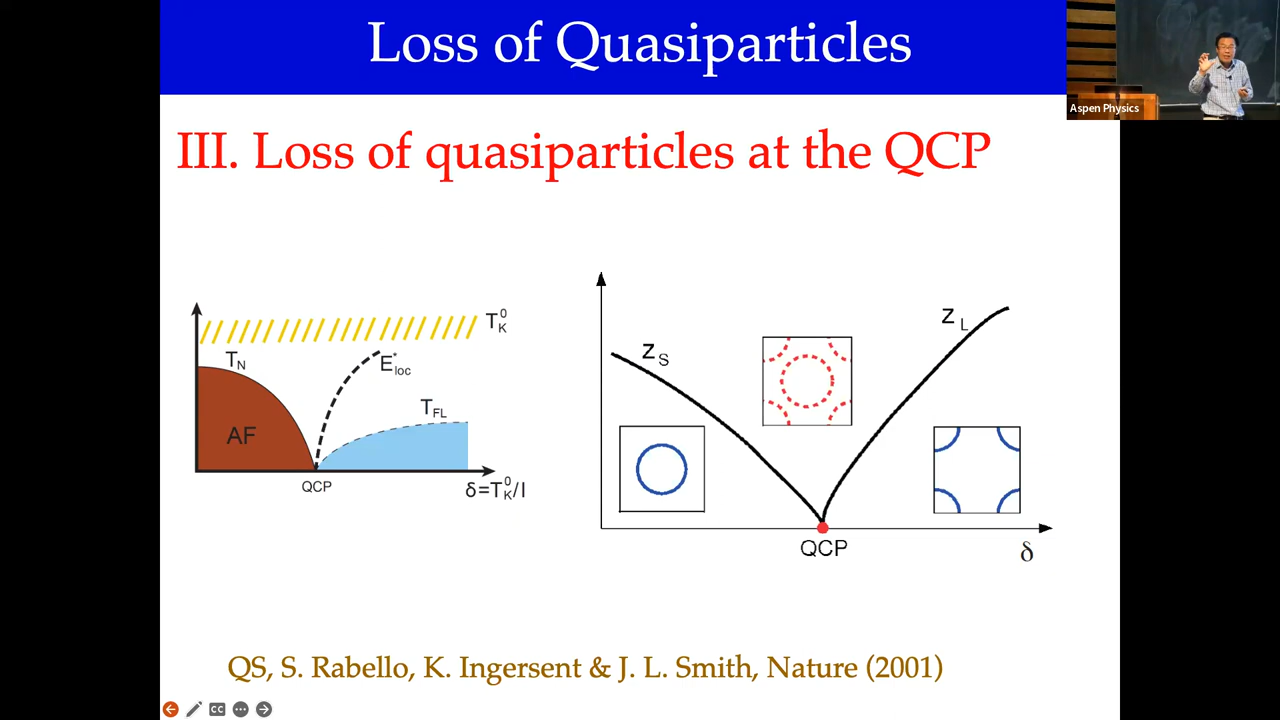 Loss of Quasiparticles
Aspen Physics
III. Loss of quasiparticles at the QCP
T_K^0
T_N
E_loc^*
T_FL
AF
QCP
δ=T_K^0/I
Z_S
Z_L
QCP
δ
QS, S. Rabello, K. Ingersent & J. L. Smith, Nature (2001)
CC